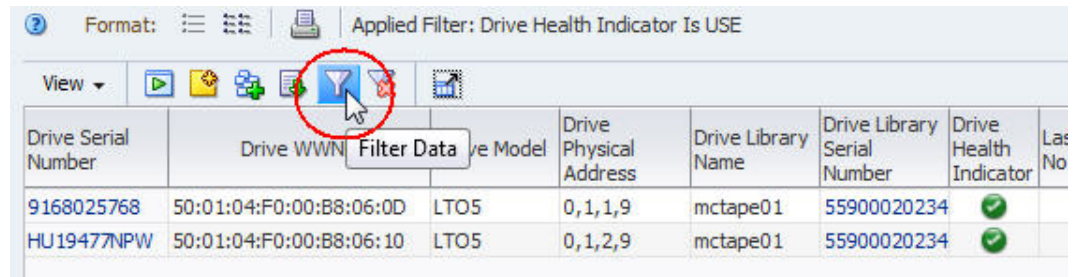 Format: Applied Filter: Drive Health Indicator Is USE
View
Filter Data
Drive Serial Number
Drive WWN
ve Model
Drive Physical Address
Drive Library Name
Drive Library Serial Number
Drive Health Indicator
Las
No
9168025768 50:01:04:F0:00:B8:06:0D LTO5 0,1,1,9 mctape01 55900020234
HU19477NPW 50:01:04:F0:00:B8:06:10 LTO5 0,1,2,9 mctape01 55900020234